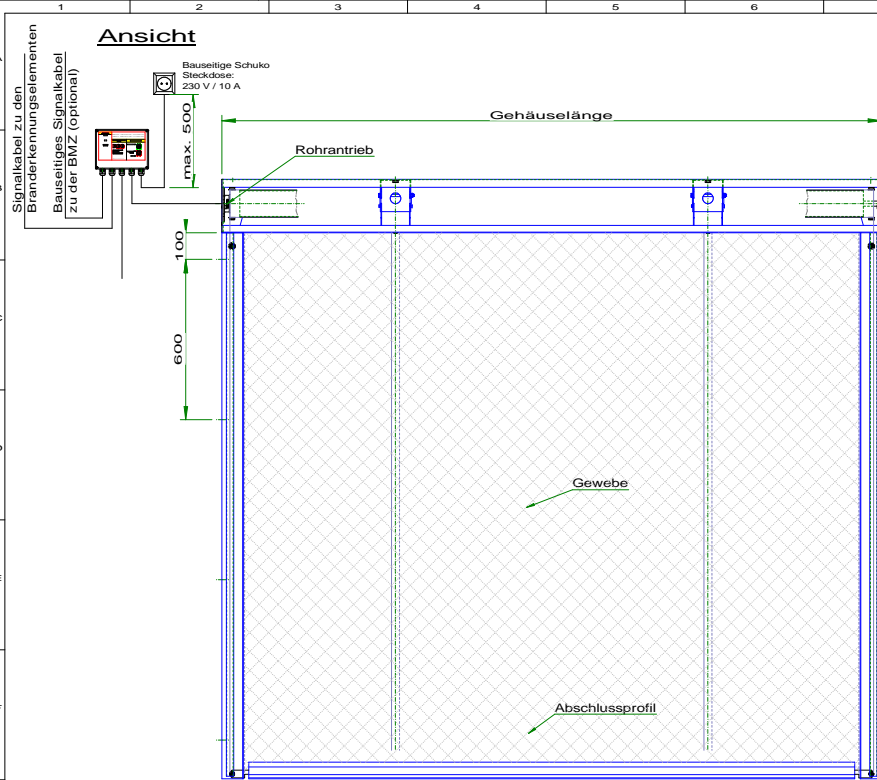 1 2 3 4 5 6
Ansicht
Signalkabel zu den
Branderkennungselementen
Bauseitiges Signalkabel
zu der BMZ (optional)
Bauseitige Schuko
Steckdose:
230 V / 10 A
max. 500
Gehäuselänge
Rohrantrieb
100
600
Gewebe
Abschlussprofil